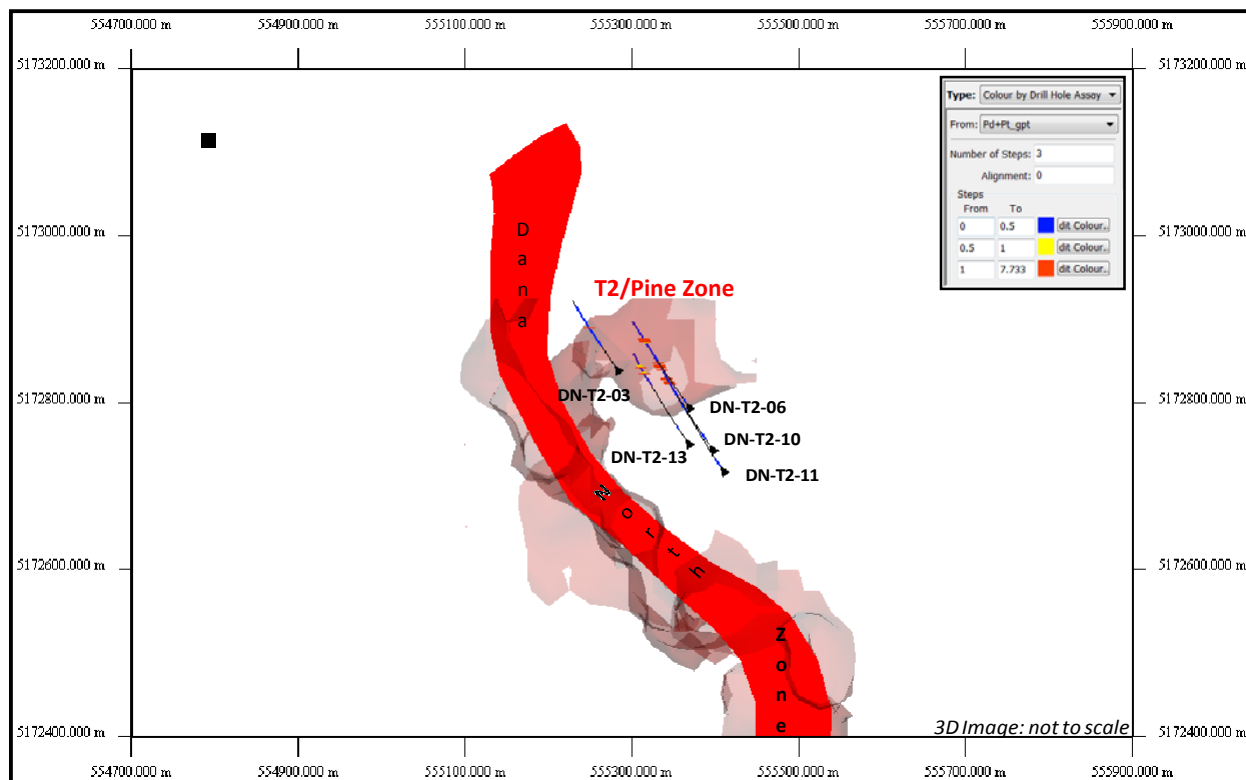 554700.000 m 554900.000 m 555100.000 m 555300.000 m 555500.000 m 555700.000 m 555900.000 m
5173200.000 m 5173200.000 m
Type: Colour by Drill Hole Assay
From: Pd+Pt_gpt
Number of Steps: 3
Alignment: 0
Steps
From To
0 0.5 dit Colour..
0.5 1 dit Colour..
1 7.733 dit Colour..
5173000.000 m 5173000.000 m
Dana
T2/Pine Zone
DN-T2-03
5172800.000 m 5172800.000 m
DN-T2-06
DN-T2-10
DN-T2-13
DN-T2-11
North
5172600.000 m 5172600.000 m
Zone
3D Image: not to scale
5172400.000 m 5172400.000 m
554700.000 m 554900.000 m 555100.000 m 555300.000 m 555500.000 m 555700.000 m 555900.000 m